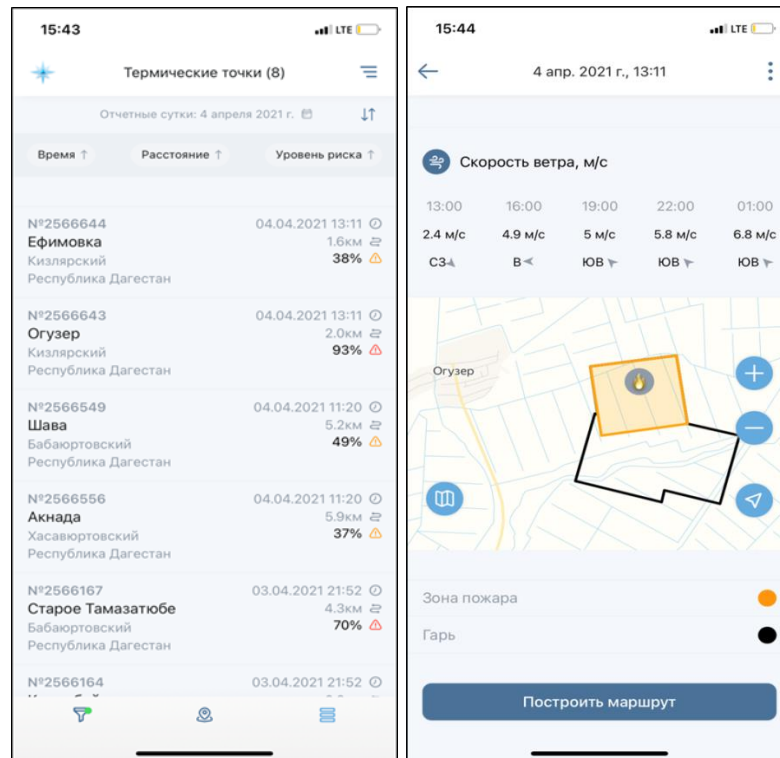 15:43
LTE
Термические точки (8)
Отчетные сутки: 4 апреля 2021 г.
Время ↑ Расстояние ↑ Уровень риска ↑
№2566644 04.04.2021 13:11
Ефимовка 1.6км
Кизлярский 38%
Республика Дагестан
№2566643 04.04.2021 13:11
Огузер 2.0км
Кизлярский 93%
Республика Дагестан
№2566549 04.04.2021 11:20
Шава 5.2км
Бабаюртовский 49%
Республика Дагестан
№2566556 04.04.2021 11:20
Акнада 5.9км
Хасавюртовский 37%
Республика Дагестан
№2566167 03.04.2021 21:52
Старое Тамазатюбе 4.3км
Бабаюртовский 70%
Республика Дагестан
№2566164 03.04.2021 21:52
15:44
LTE
4 апр. 2021 г., 13:11
Скорость ветра, м/с
13:00 16:00 19:00 22:00 01:00
2.4 м/с 4.9 м/с 5 м/с 5.8 м/с 6.8 м/с
СЗ В ЮВ ЮВ ЮВ
Огузер
Зона пожара
Гарь
Построить маршрут